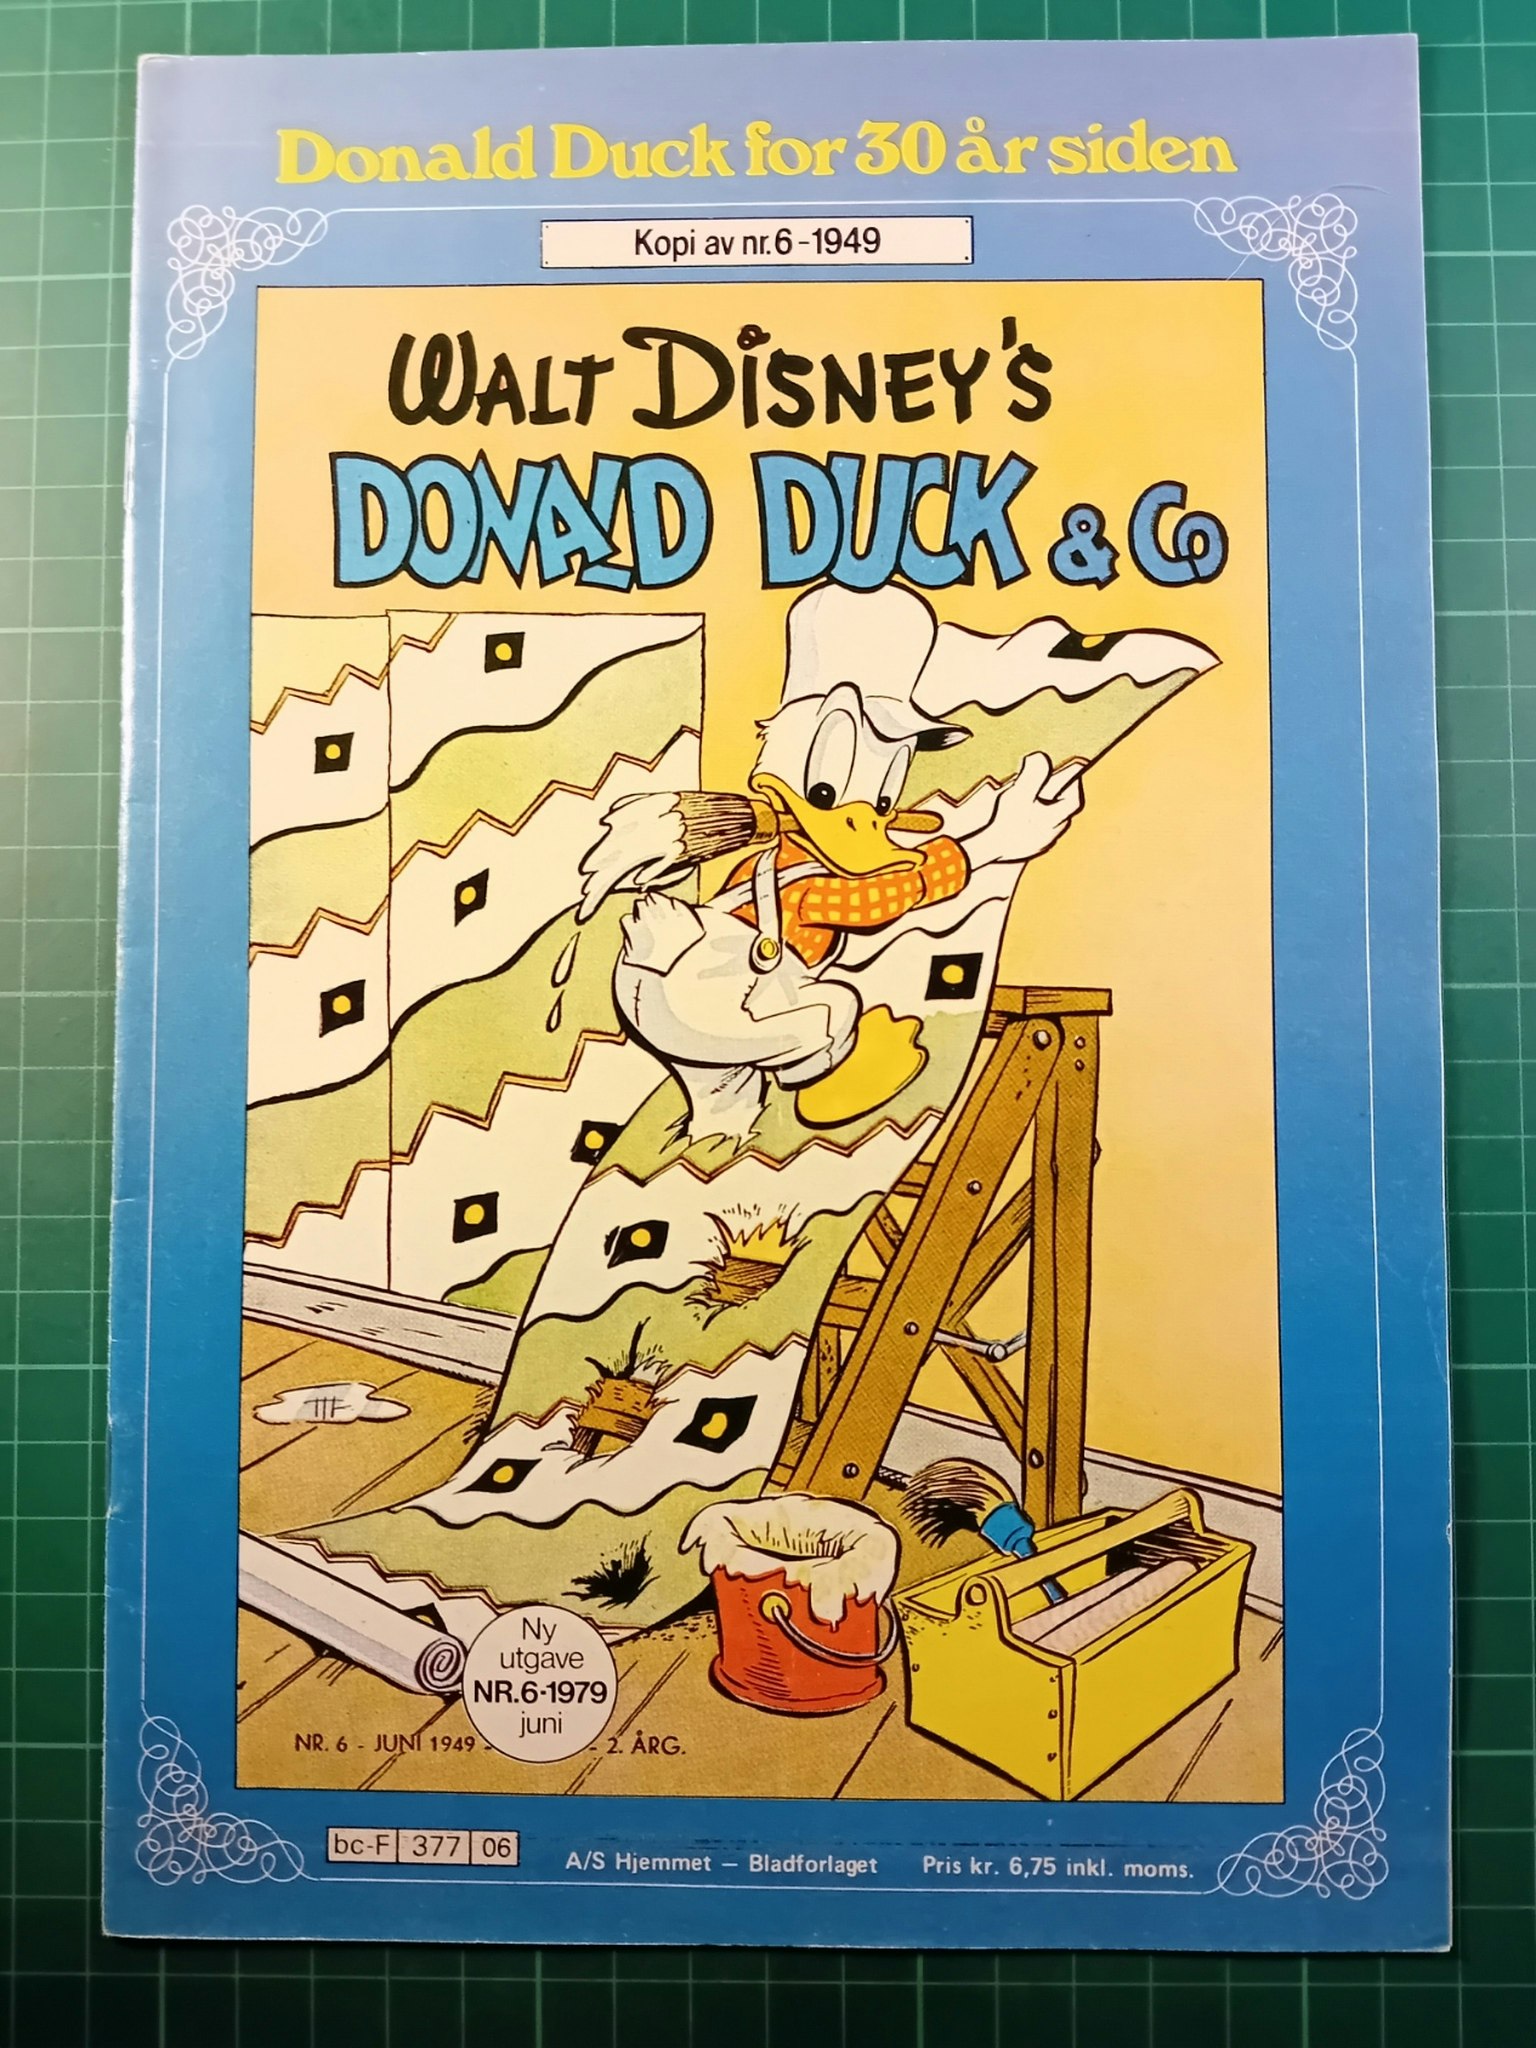 Donald Duck for 30 år siden
Kopi av nr. 6 - 1949
WALT DISNEY'S
DONALD DUCK & Co
Ny
utgave
NR. 6-1979
juni
NR. 6 - JUNI 1949 - - 2. ÅRG.
bc-F 377 06
A/S Hjemmet — Bladforlaget Pris kr. 6,75 inkl. moms.